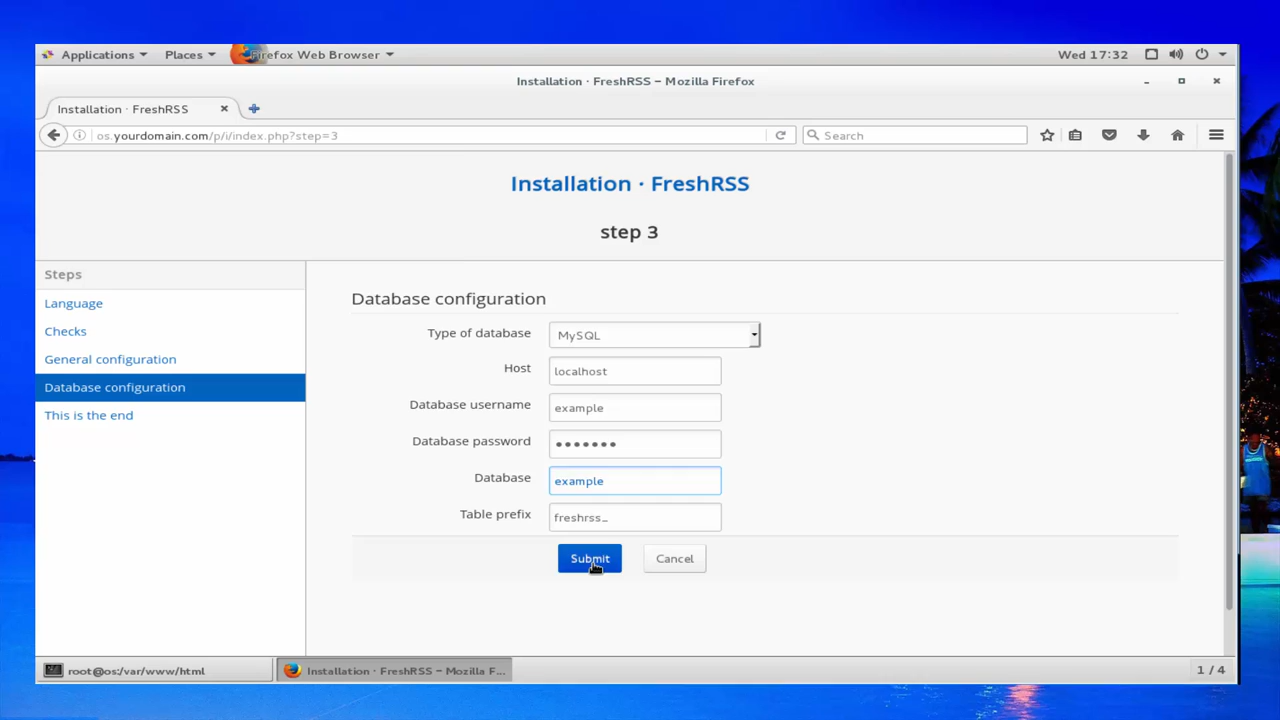 Applications Places Firefox Web Browser Wed 17:32
Installation · FreshRSS – Mozilla Firefox
Installation · FreshRSS
os.yourdomain.com/p/i/index.php?step=3 Search
Installation · FreshRSS
step 3
Steps
Language
Checks
General configuration
Database configuration
This is the end
Database configuration
Type of database MySQL
Host localhost
Database username example
Database password •••••••
Database example
Table prefix freshrss_
Submit Cancel
root@os:/var/www/html Installation · FreshRSS – Mozilla F... 1 / 4